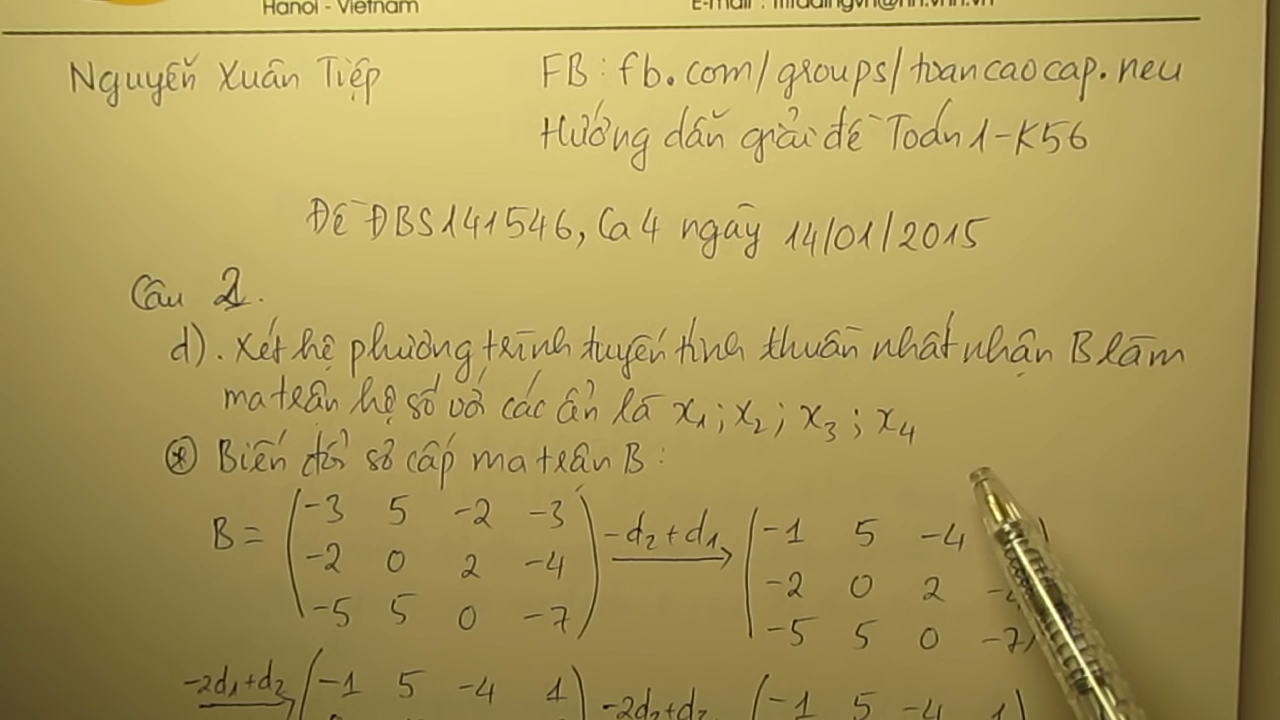 Hanoi - Vietnam
E-mail :
Nguyễn Xuân Tiệp
FB: fb.com/groups/toancaocap.neu
Hướng dẫn giải đề Toán 1-K56
Đề ĐBS141546, Ca 4 ngày 14/01/2015
Câu 2.
d). Xét hệ phương trình tuyến tính thuần nhất nhận B làm
ma trận hệ số với các ẩn là x₁; x₂; x₃; x₄
* Biến đổi sơ cấp ma trận B:
B = (-3 5 -2 -3) -d₂+d₁ → (-1 5 -4
-2 0 2 -4 -2 0 2
-5 5 0 -7 -5 5 0 -7
-2d₁+d₂ → (-1 5 -4 1) -2d₂+d₃ (-1 5 -4 1)